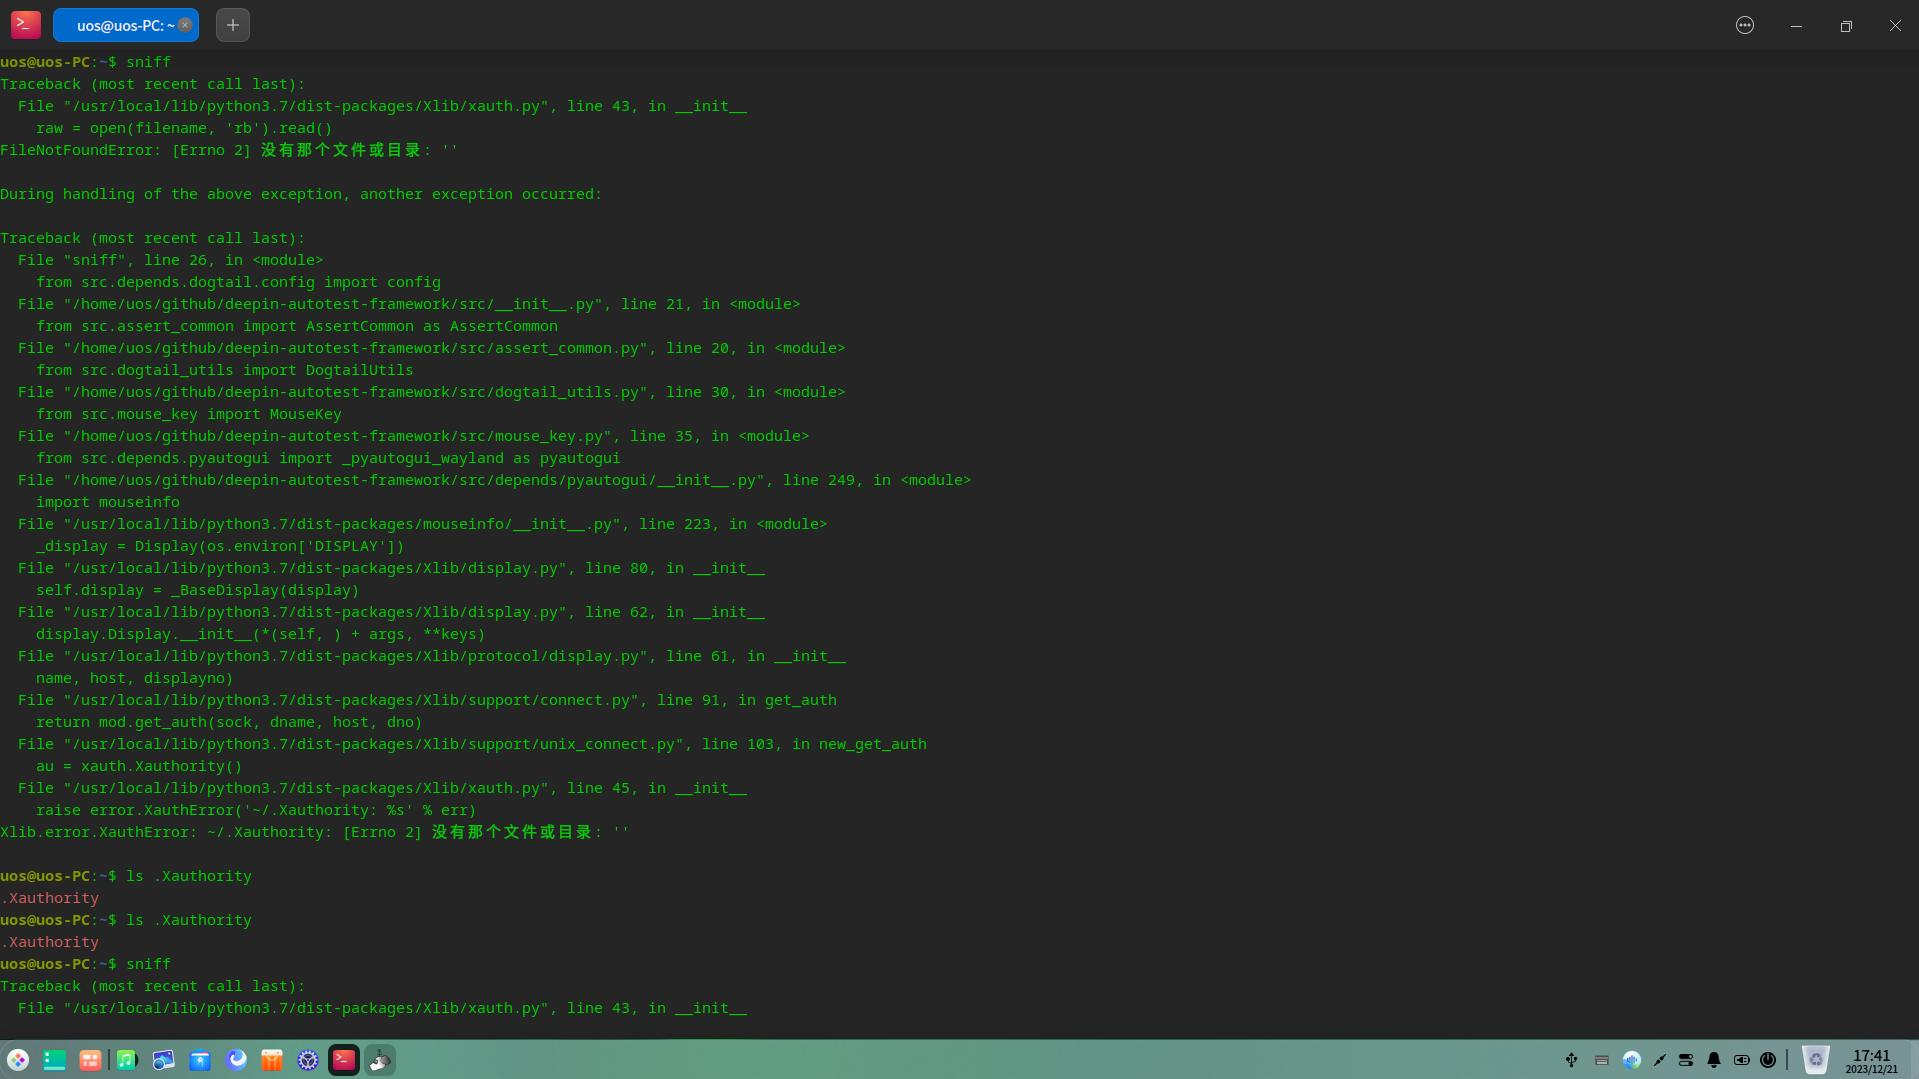 uos@uos-PC: ~
uos@uos-PC:~$ sniff
Traceback (most recent call last):
  File "/usr/local/lib/python3.7/dist-packages/Xlib/xauth.py", line 43, in __init__
    raw = open(filename, 'rb').read()
FileNotFoundError: [Errno 2] 没有那个文件或目录: ''
During handling of the above exception, another exception occurred:
Traceback (most recent call last):
  File "sniff", line 26, in <module>
    from src.depends.dogtail.config import config
  File "/home/uos/github/deepin-autotest-framework/src/__init__.py", line 21, in <module>
    from src.assert_common import AssertCommon as AssertCommon
  File "/home/uos/github/deepin-autotest-framework/src/assert_common.py", line 20, in <module>
    from src.dogtail_utils import DogtailUtils
  File "/home/uos/github/deepin-autotest-framework/src/dogtail_utils.py", line 30, in <module>
    from src.mouse_key import MouseKey
  File "/home/uos/github/deepin-autotest-framework/src/mouse_key.py", line 35, in <module>
    from src.depends.pyautogui import _pyautogui_wayland as pyautogui
  File "/home/uos/github/deepin-autotest-framework/src/depends/pyautogui/__init__.py", line 249, in <module>
    import mouseinfo
  File "/usr/local/lib/python3.7/dist-packages/mouseinfo/__init__.py", line 223, in <module>
    _display = Display(os.environ['DISPLAY'])
  File "/usr/local/lib/python3.7/dist-packages/Xlib/display.py", line 80, in __init__
    self.display = _BaseDisplay(display)
  File "/usr/local/lib/python3.7/dist-packages/Xlib/display.py", line 62, in __init__
    display.Display.__init__(*(self, ) + args, **keys)
  File "/usr/local/lib/python3.7/dist-packages/Xlib/protocol/display.py", line 61, in __init__
    name, host, displayno)
  File "/usr/local/lib/python3.7/dist-packages/Xlib/support/connect.py", line 91, in get_auth
    return mod.get_auth(sock, dname, host, dno)
  File "/usr/local/lib/python3.7/dist-packages/Xlib/support/unix_connect.py", line 103, in new_get_auth
    au = xauth.Xauthority()
  File "/usr/local/lib/python3.7/dist-packages/Xlib/xauth.py", line 45, in __init__
    raise error.XauthError('~/.Xauthority: %s' % err)
Xlib.error.XauthError: ~/.Xauthority: [Errno 2] 没有那个文件或目录: ''
uos@uos-PC:~$ ls .Xauthority
.Xauthority
uos@uos-PC:~$ ls .Xauthority
.Xauthority
uos@uos-PC:~$ sniff
Traceback (most recent call last):
  File "/usr/local/lib/python3.7/dist-packages/Xlib/xauth.py", line 43, in __init__
17:41
2023/12/21